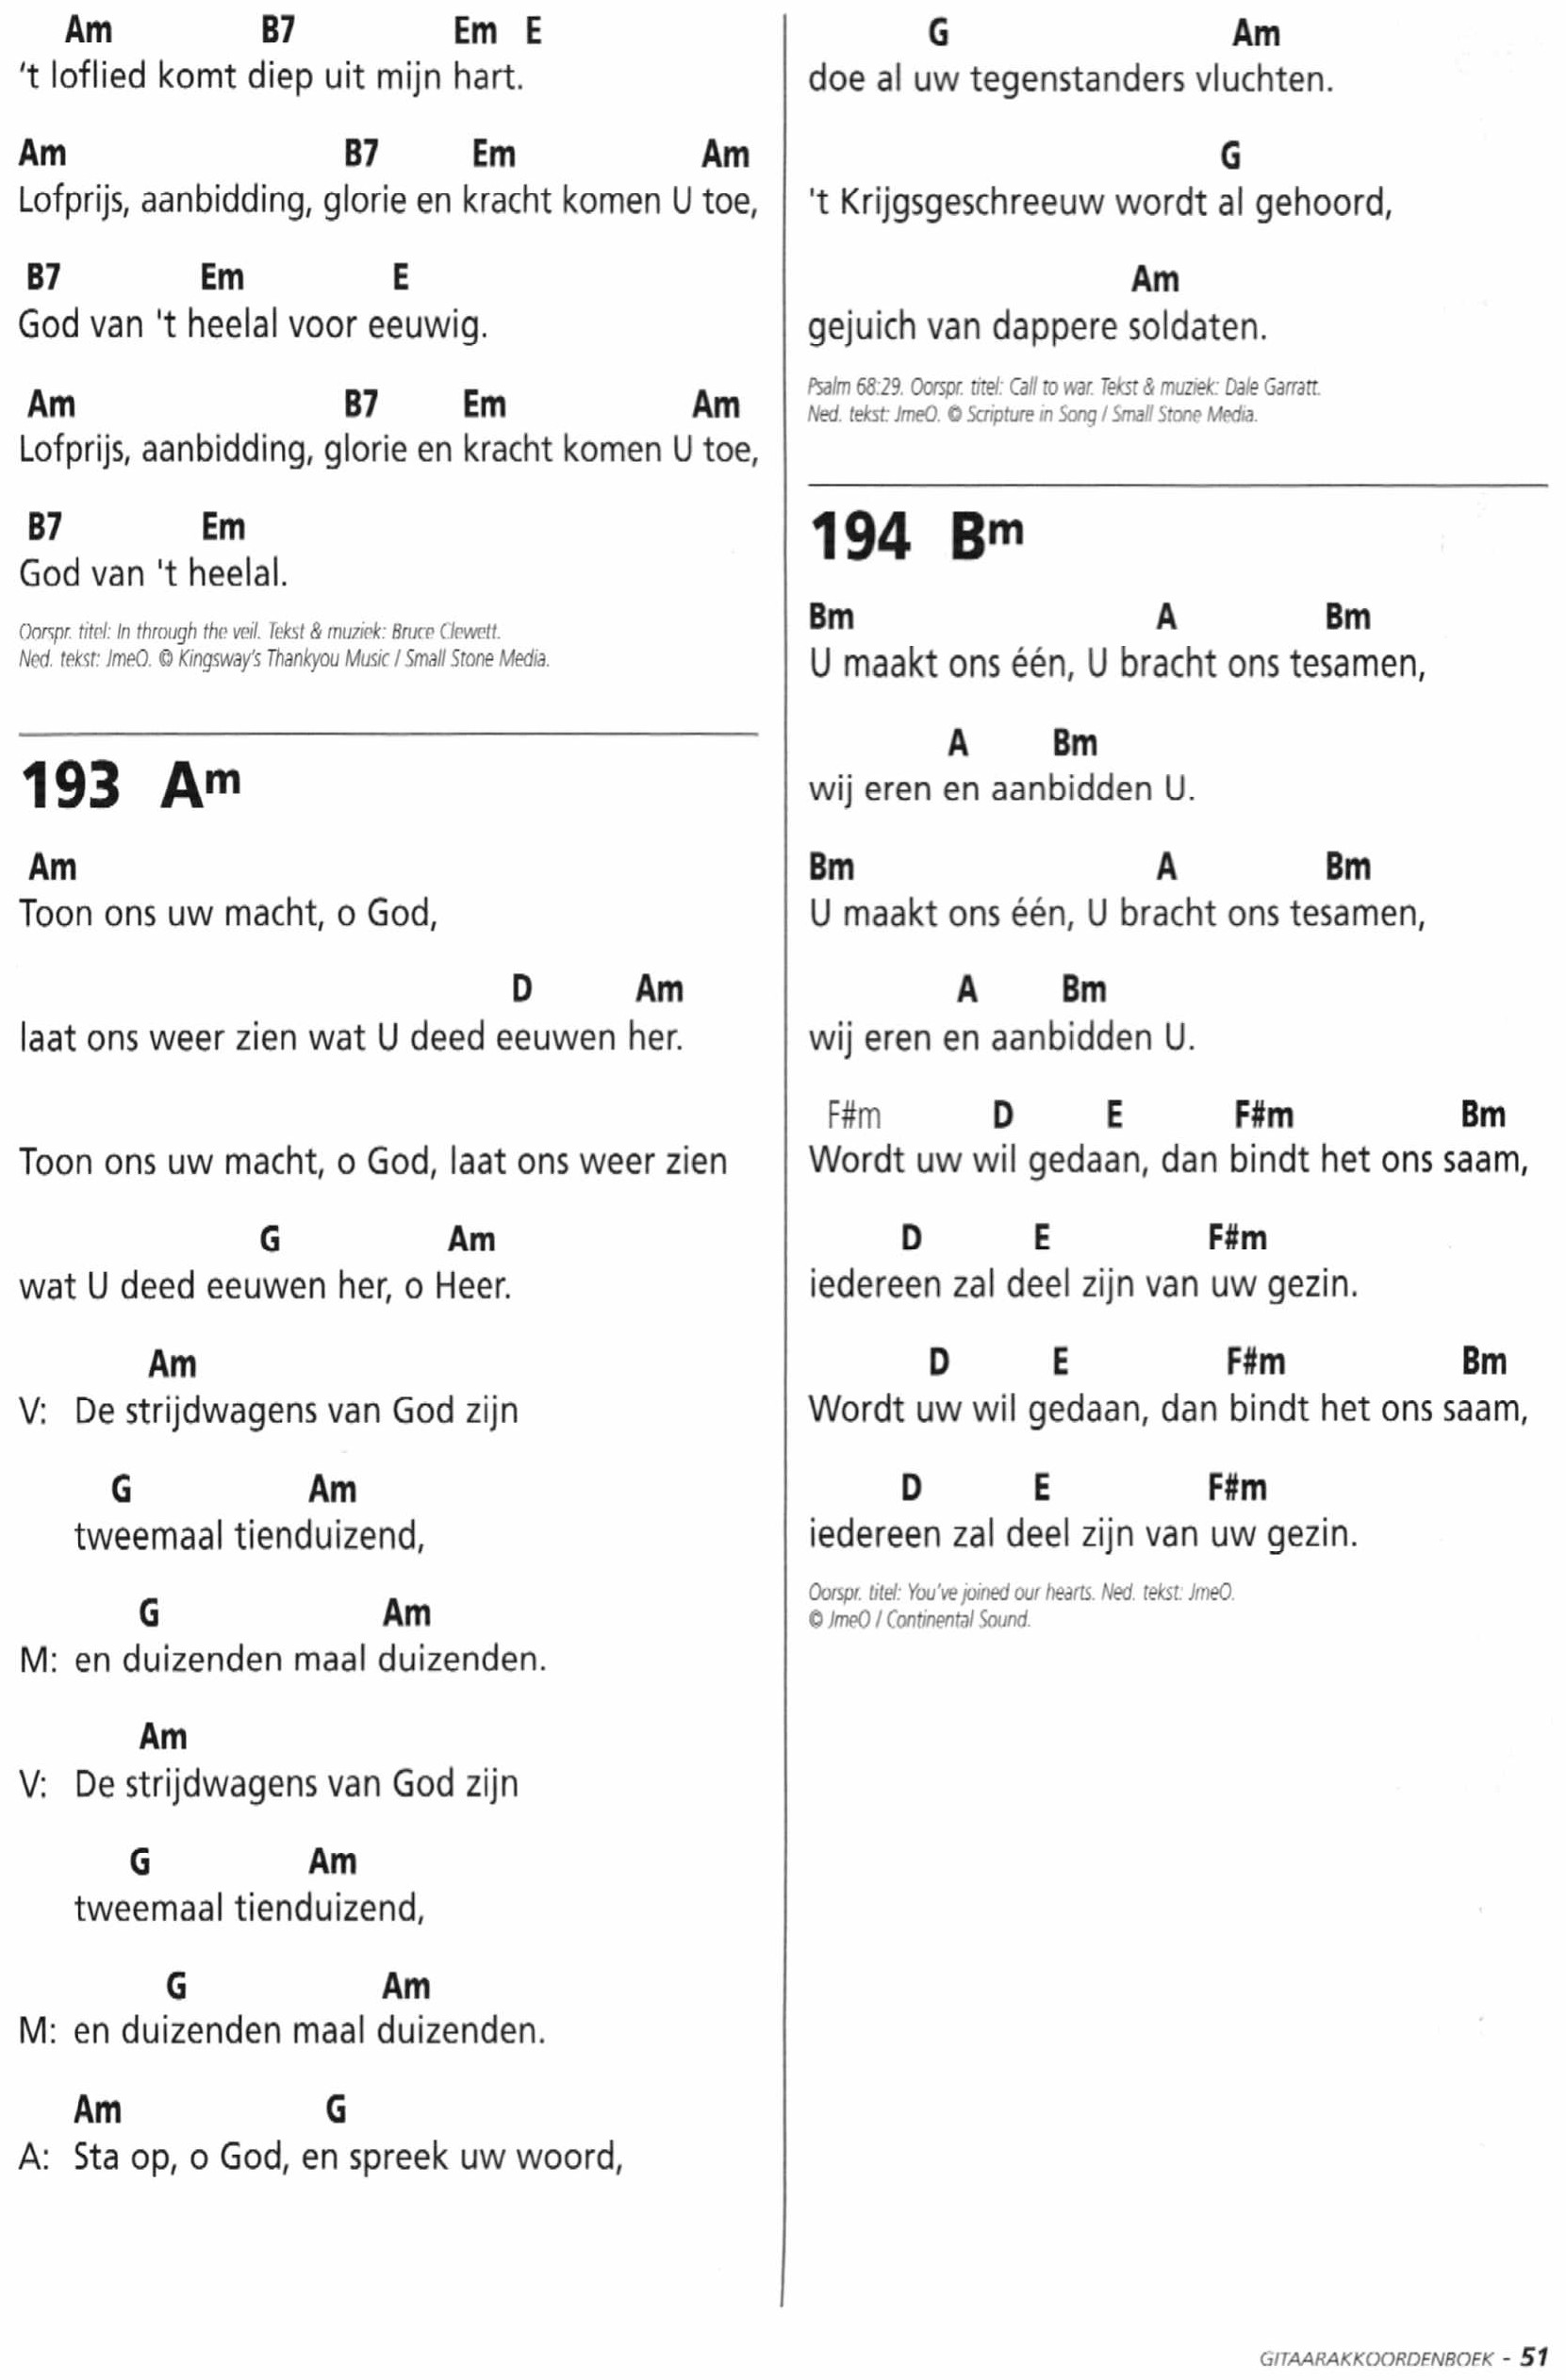 Am B7 Em E
't loflied komt diep uit mijn hart.
Am B7 Em Am
Lofprijs, aanbidding, glorie en kracht komen U toe,
B7 Em E
God van 't heelal voor eeuwig.
Am B7 Em Am
Lofprijs, aanbidding, glorie en kracht komen U toe,
B7 Em
God van 't heelal.
Oorspr. titel: In through the veil. Tekst & muziek: Bruce Clewett.
Ned. tekst: JmeO. © Kingsway's Thankyou Music / Small Stone Media.
193 Am
Am
Toon ons uw macht, o God,
D Am
laat ons weer zien wat U deed eeuwen her.
Toon ons uw macht, o God, laat ons weer zien
G Am
wat U deed eeuwen her, o Heer.
Am
V: De strijdwagens van God zijn
G Am
tweemaal tienduizend,
G Am
M: en duizenden maal duizenden.
Am
V: De strijdwagens van God zijn
G Am
tweemaal tienduizend,
G Am
M: en duizenden maal duizenden.
Am G
A: Sta op, o God, en spreek uw woord,
G Am
doe al uw tegenstanders vluchten.
G
't Krijgsgeschreeuw wordt al gehoord,
Am
gejuich van dappere soldaten.
Psalm 68:29. Oorspr. titel: Call to war. Tekst & muziek: Dale Garratt.
Ned. tekst: JmeO. © Scripture in Song / Small Stone Media.
194 Bm
Bm A Bm
U maakt ons één, U bracht ons tesamen,
A Bm
wij eren en aanbidden U.
Bm A Bm
U maakt ons één, U bracht ons tesamen,
A Bm
wij eren en aanbidden U.
F#m D E F#m Bm
Wordt uw wil gedaan, dan bindt het ons saam,
D E F#m
iedereen zal deel zijn van uw gezin.
D E F#m Bm
Wordt uw wil gedaan, dan bindt het ons saam,
D E F#m
iedereen zal deel zijn van uw gezin.
Oorspr. titel: You've joined our hearts. Ned. tekst: JmeO.
© JmeO / Continental Sound.
GITAARAKKOORDENBOEK - 51